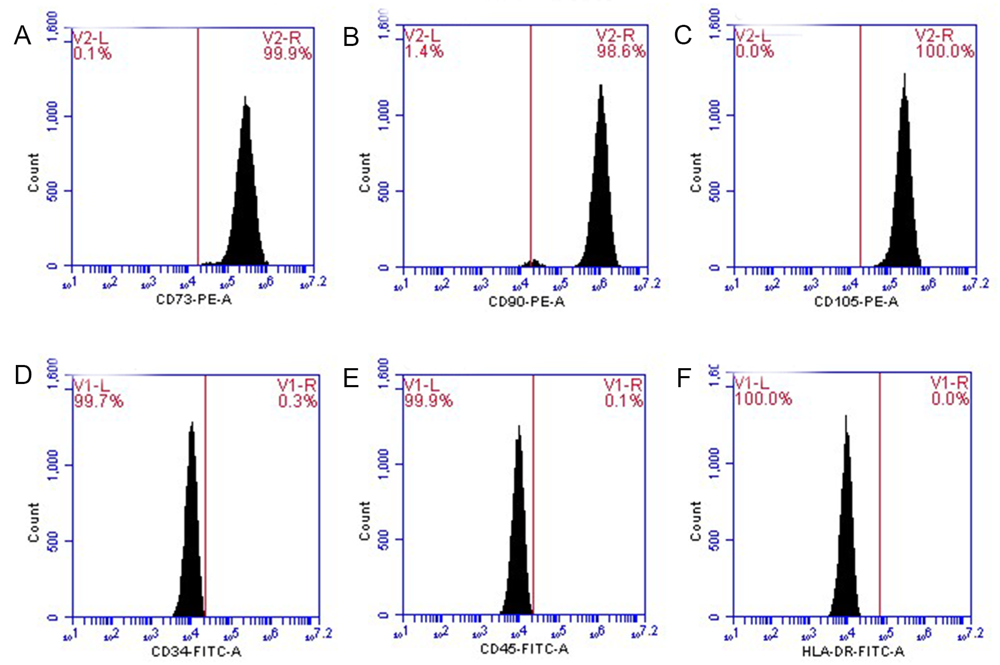 A
V2-L
0.1%
V2-R
99.9%
1,600
1,000
500
0
Count
10^1 10^2 10^3 10^4 10^5 10^6 10^7.2
CD73-PE-A
B
V2-L
1.4%
V2-R
98.6%
1,600
1,000
500
0
Count
10^1 10^2 10^3 10^4 10^5 10^6 10^7.2
CD90-PE-A
C
V2-L
0.0%
V2-R
100.0%
1,600
1,000
500
0
Count
10^1 10^2 10^3 10^4 10^5 10^6 10^7.2
CD105-PE-A
D
V1-L
99.7%
V1-R
0.3%
1,600
1,000
500
0
Count
10^1 10^2 10^3 10^4 10^5 10^6 10^7.2
CD34-FITC-A
E
V1-L
99.9%
V1-R
0.1%
1,600
1,000
500
0
Count
10^1 10^2 10^3 10^4 10^5 10^6 10^7.2
CD45-FITC-A
F
V1-L
100.0%
V1-R
0.0%
1,000
500
0
Count
10^1 10^2 10^3 10^4 10^5 10^6 10^7.2
HLA-DR-FITC-A